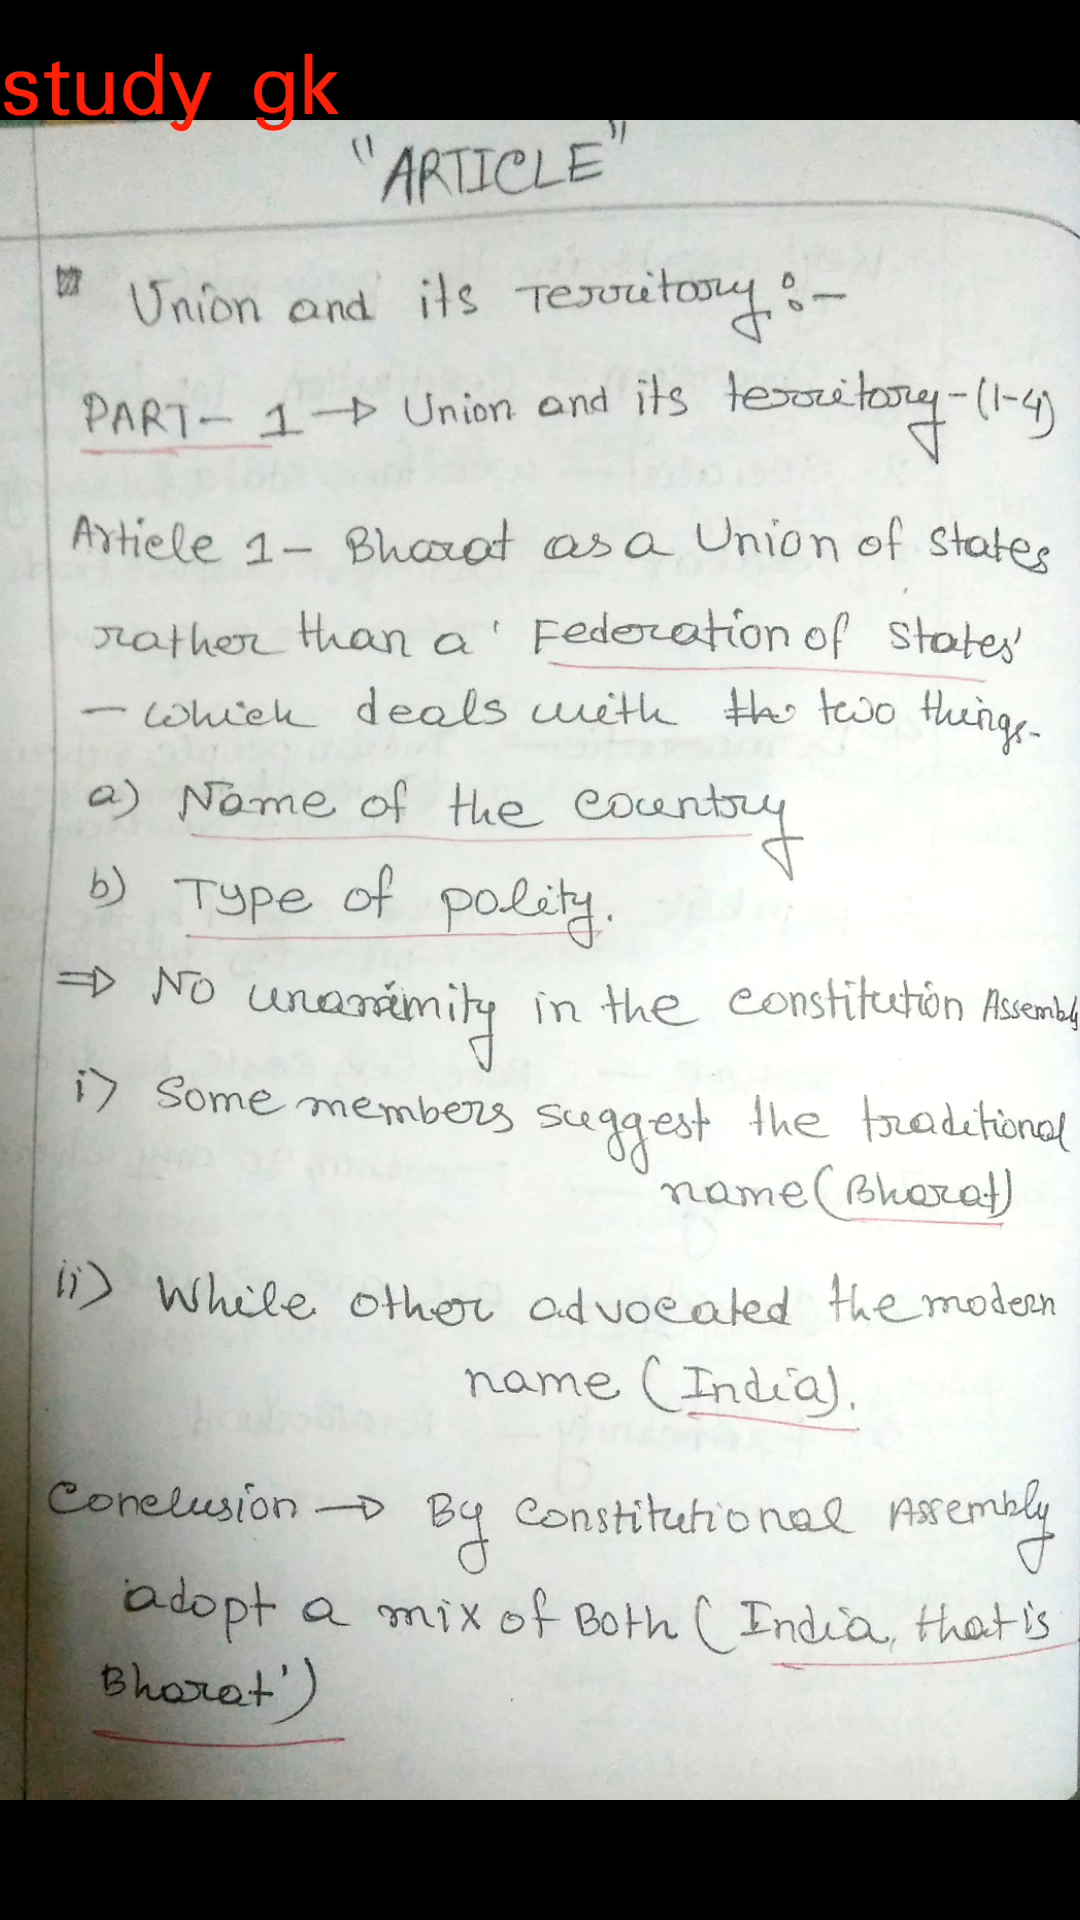 study gk
"ARTICLE"
Union and its Territory :-
PART- 1 → Union and its territory-(1-4)
Article 1- Bharat as a Union of States
rather than a 'Federation of States'
- which deals with the two things.
a) Name of the country
b) Type of polity.
⇒ No unanimity in the constitution Assembly
i) Some members suggest the traditional
name (Bharat)
ii) While other advocated the modern
name (India).
Conclusion → By Constitutional Assembly
adopt a mix of Both (India, that is
Bharat')